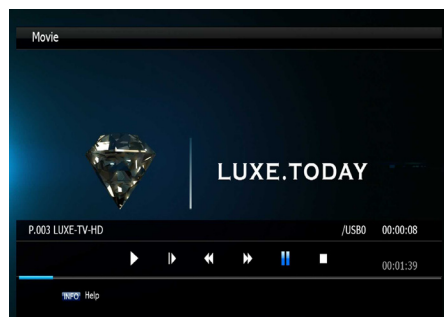 Movie
LUXE.TODAY
P.003 LUXE-TV-HD /USB0 00:00:08
00:01:39
INFO Help